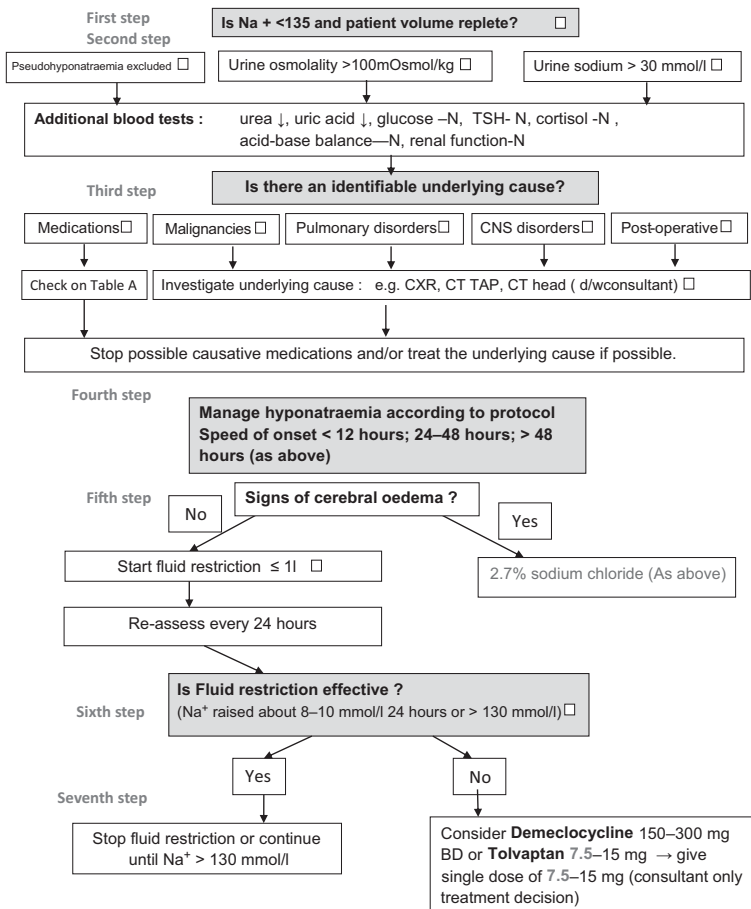 First step
Is Na + <135 and patient volume replete? ☐
Second step
Pseudohyponatraemia excluded ☐
Urine osmolality >100mOsmol/kg ☐
Urine sodium > 30 mmol/l ☐
Additional blood tests : urea ↓, uric acid ↓, glucose –N, TSH- N, cortisol -N ,
acid-base balance—N, renal function-N
Third step
Is there an identifiable underlying cause?
Medications ☐
Malignancies ☐
Pulmonary disorders ☐
CNS disorders ☐
Post-operative ☐
Check on Table A
Investigate underlying cause : e.g. CXR, CT TAP, CT head ( d/wconsultant) ☐
Stop possible causative medications and/or treat the underlying cause if possible.
Fourth step
Manage hyponatraemia according to protocol
Speed of onset < 12 hours; 24–48 hours; > 48
hours (as above)
Fifth step
Signs of cerebral oedema ?
No
Yes
Start fluid restriction ≤ 1l ☐
2.7% sodium chloride (As above)
Re-assess every 24 hours
Sixth step
Is Fluid restriction effective ?
(Na⁺ raised about 8–10 mmol/l 24 hours or > 130 mmol/l) ☐
Yes
No
Seventh step
Stop fluid restriction or continue
until Na⁺ > 130 mmol/l
Consider Demeclocycline 150–300 mg
BD or Tolvaptan 7.5–15 mg → give
single dose of 7.5–15 mg (consultant only
treatment decision)